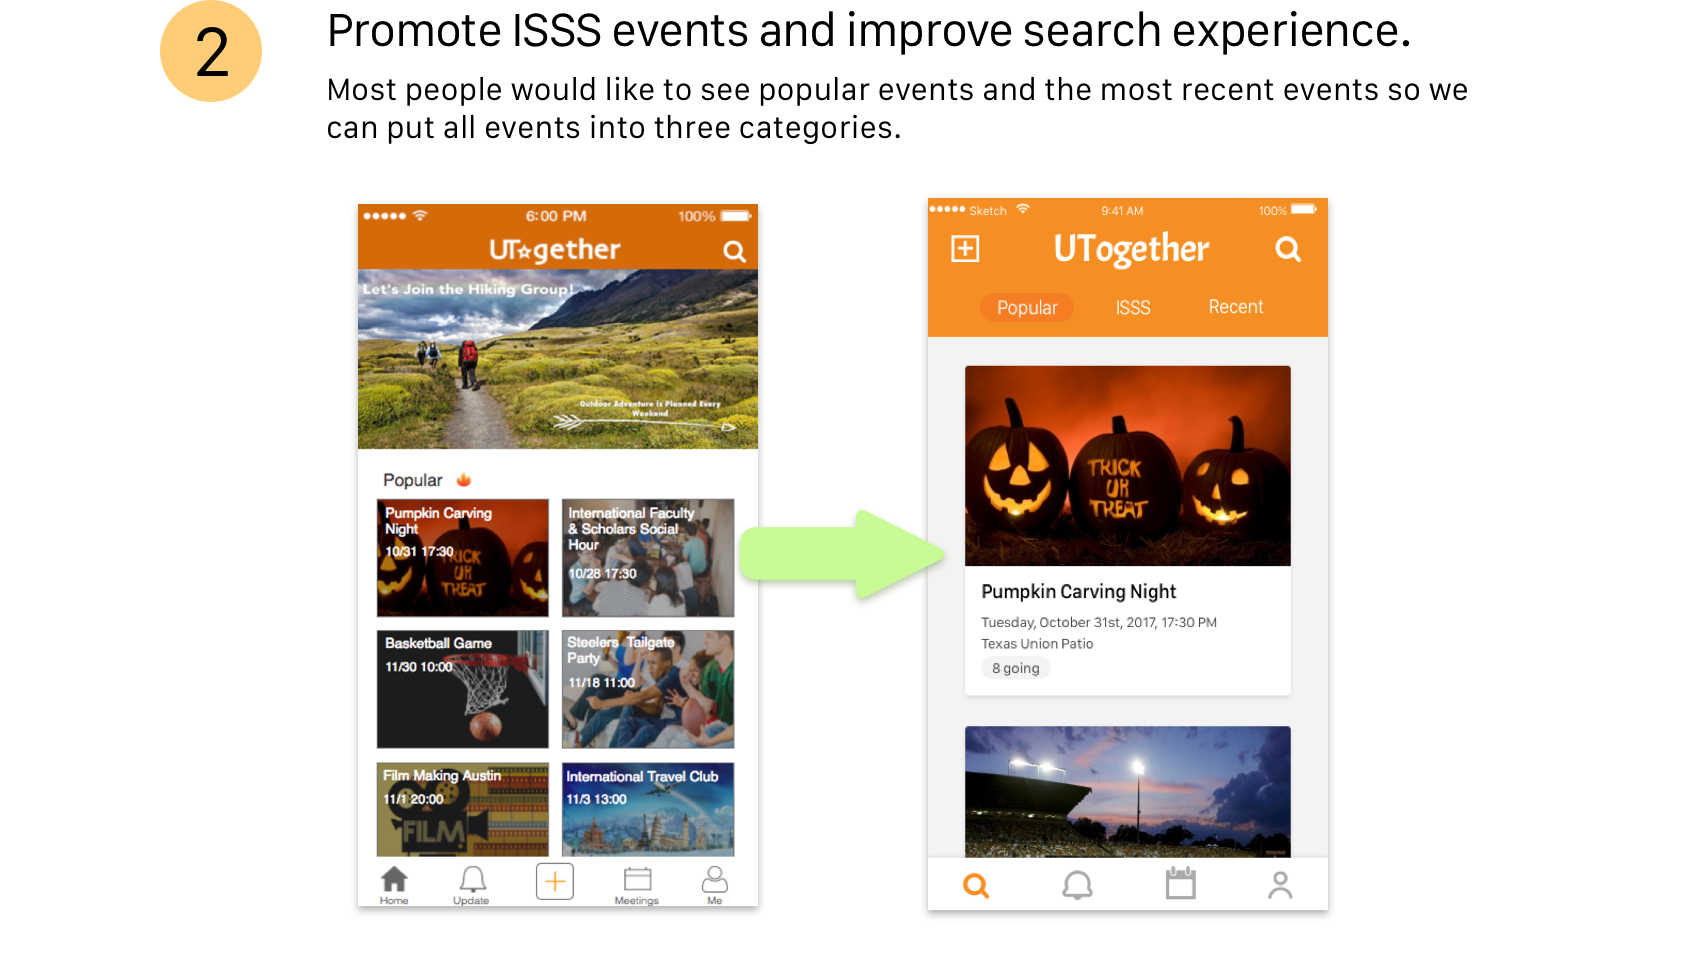 2
Promote ISSS events and improve search experience.
Most people would like to see popular events and the most recent events so we
can put all events into three categories.
6:00 PM
100%
UT☆gether
Let's Join the Hiking Group!
Outdoor Adventure is Planned Every
Weekend
Popular
Pumpkin Carving
Night
10/31 17:30
TRICK
OR
TREAT
International Faculty
& Scholars Social
Hour
10/28 17:30
Basketball Game
11/30 10:00
Steelers Tailgate
Party
11/18 11:00
Film Making Austin
11/1 20:00
FILM
International Travel Club
11/3 13:00
Home
Update
Meetings
Me
Sketch
9:41 AM
100%
UTogether
Popular
ISSS
Recent
TRICK
OR
TREAT
Pumpkin Carving Night
Tuesday, October 31st, 2017, 17:30 PM
Texas Union Patio
8 going